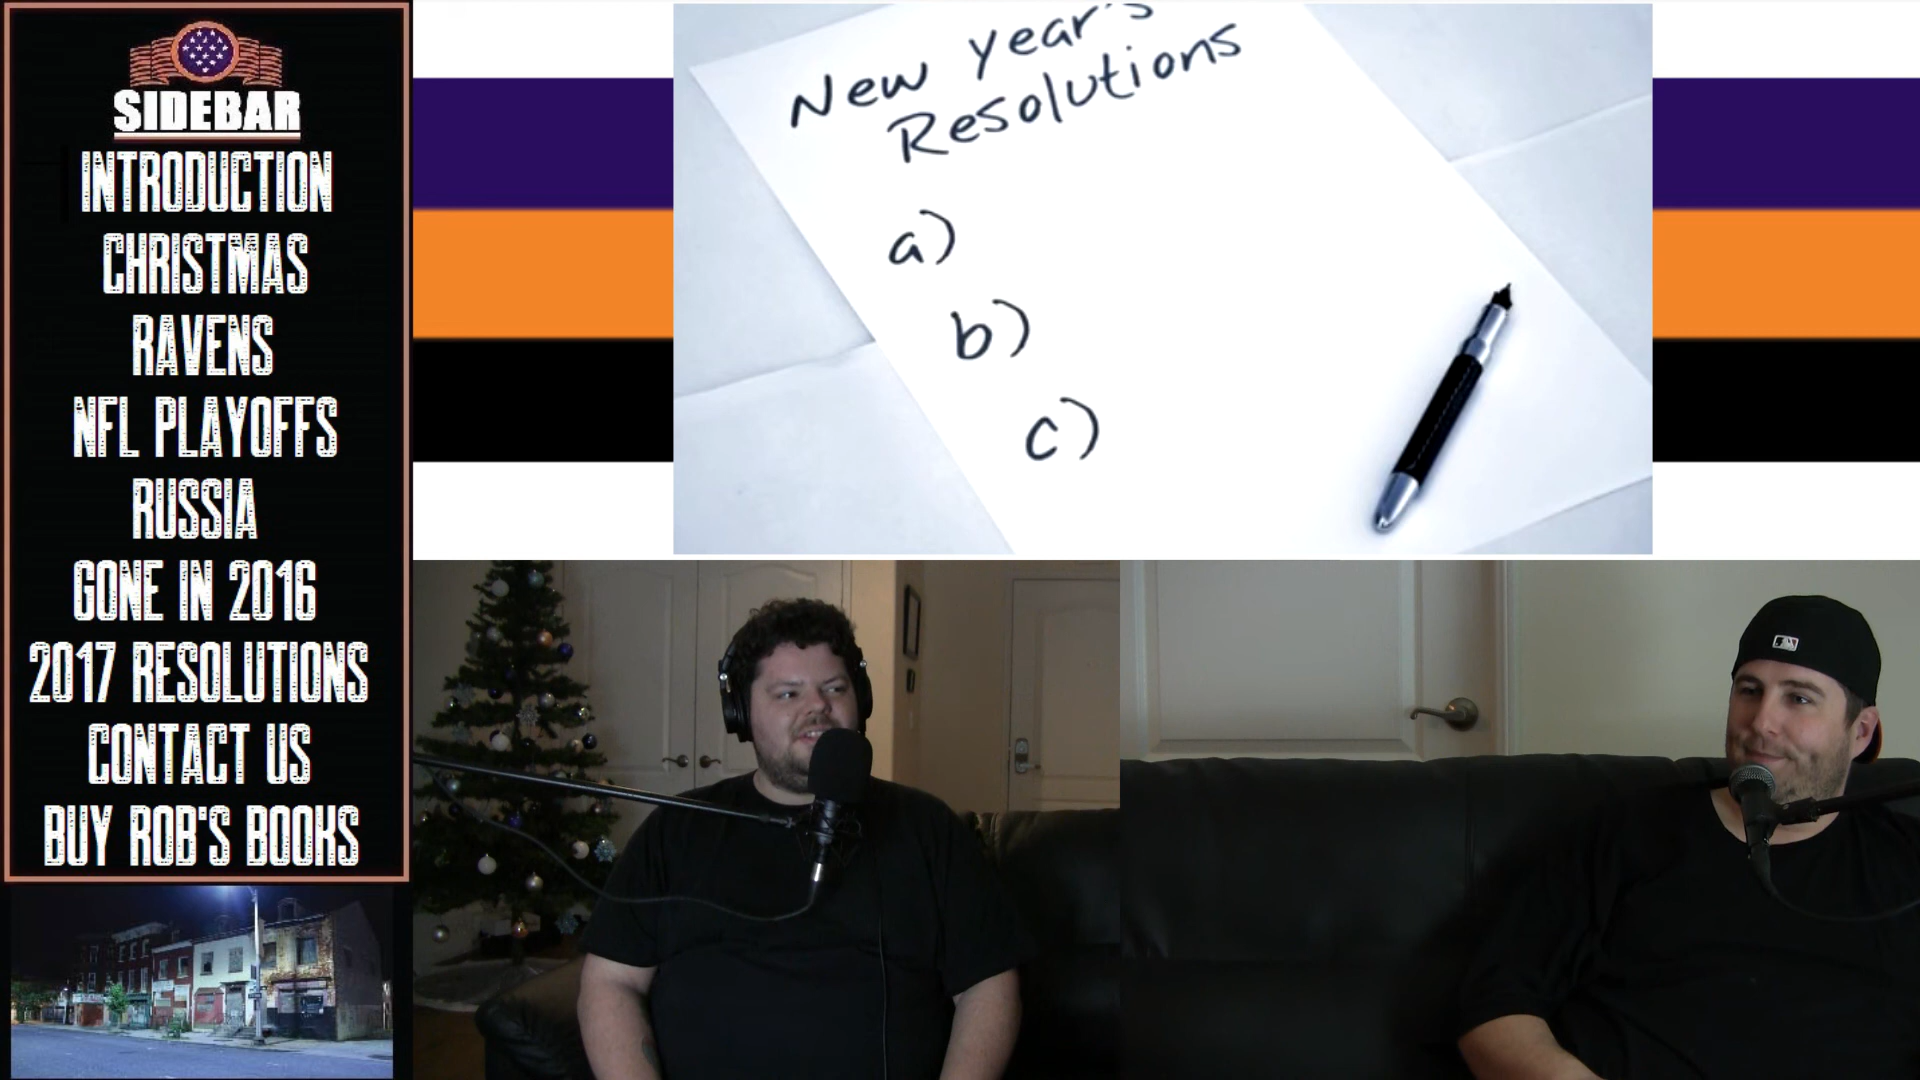 SIDEBAR
INTRODUCTION
CHRISTMAS
RAVENS
NFL PLAYOFFS
RUSSIA
GONE IN 2016
2017 RESOLUTIONS
CONTACT US
BUY ROB'S BOOKS
New year's
Resolutions
a)
b)
c)